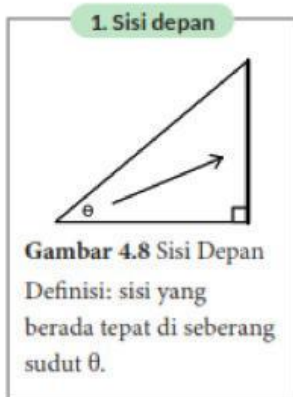 1. Sisi depan
θ
Gambar 4.8 Sisi Depan
Definisi: sisi yang
berada tepat di seberang
sudut θ.